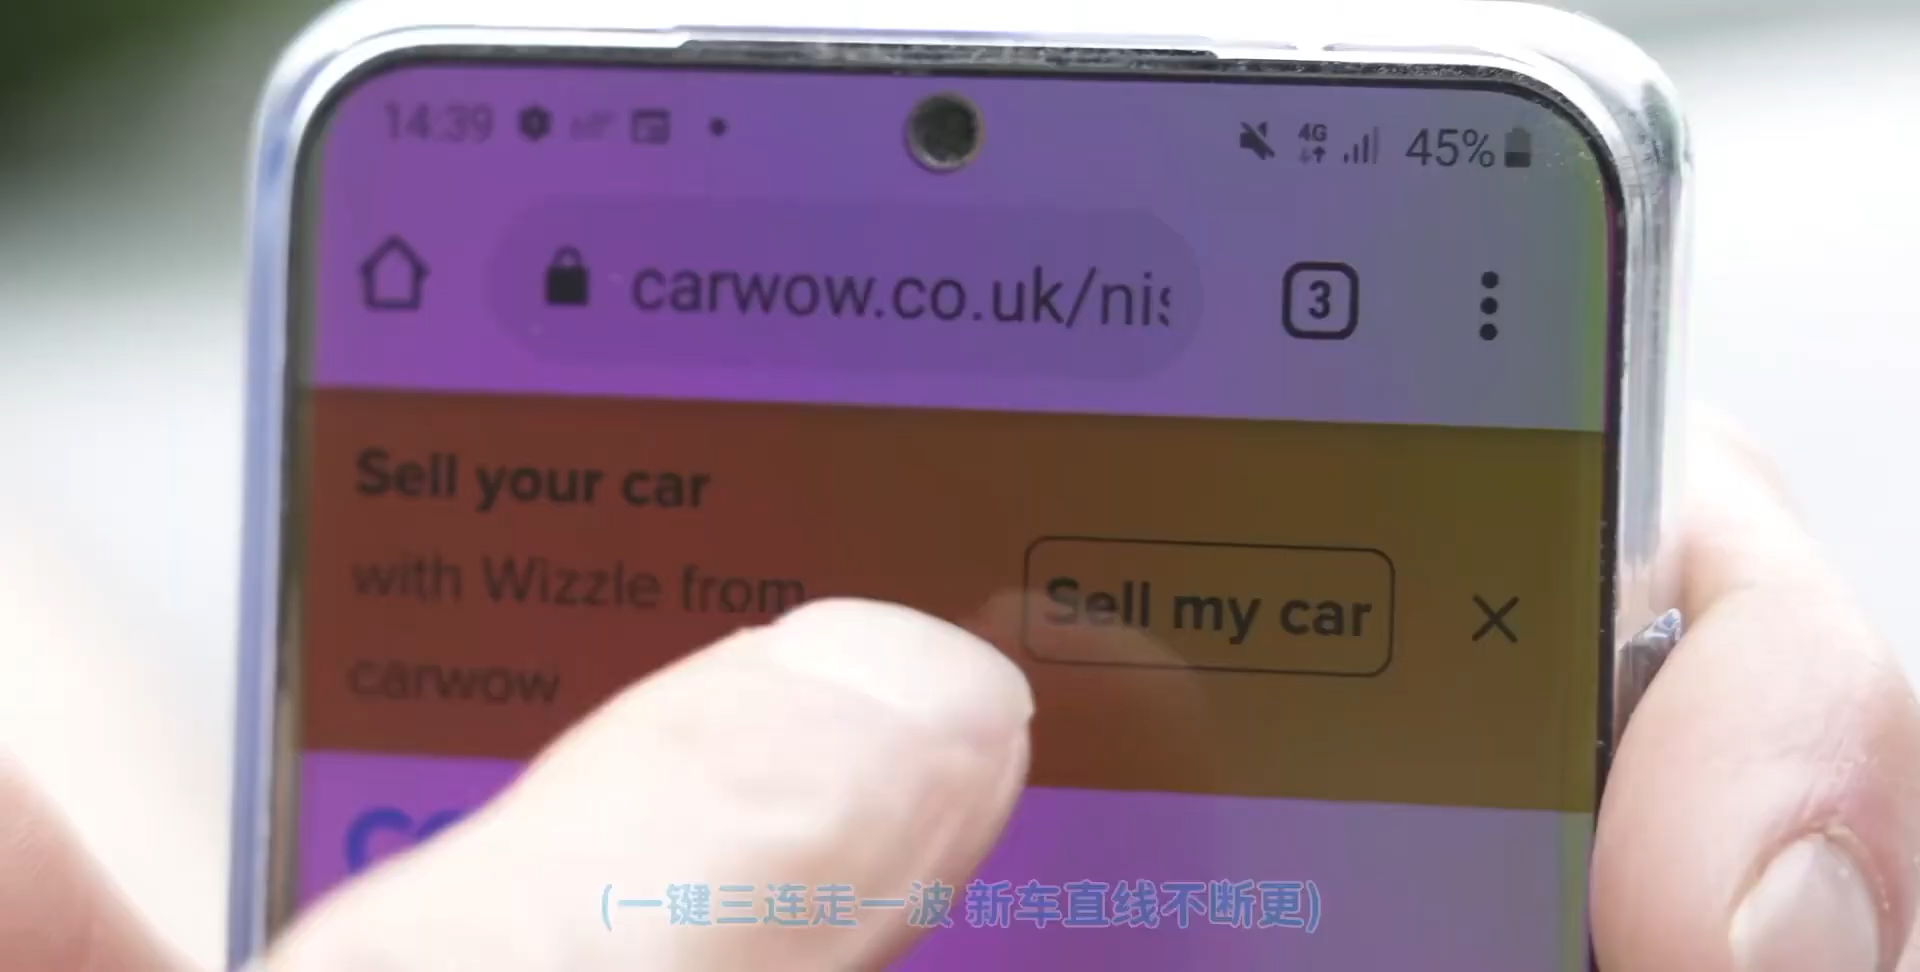 14:39
4G
45%
carwow.co.uk/nis
3
Sell your car
with Wizzle from
carwow
Sell my car
(一键三连走一波 新车直线不断更)